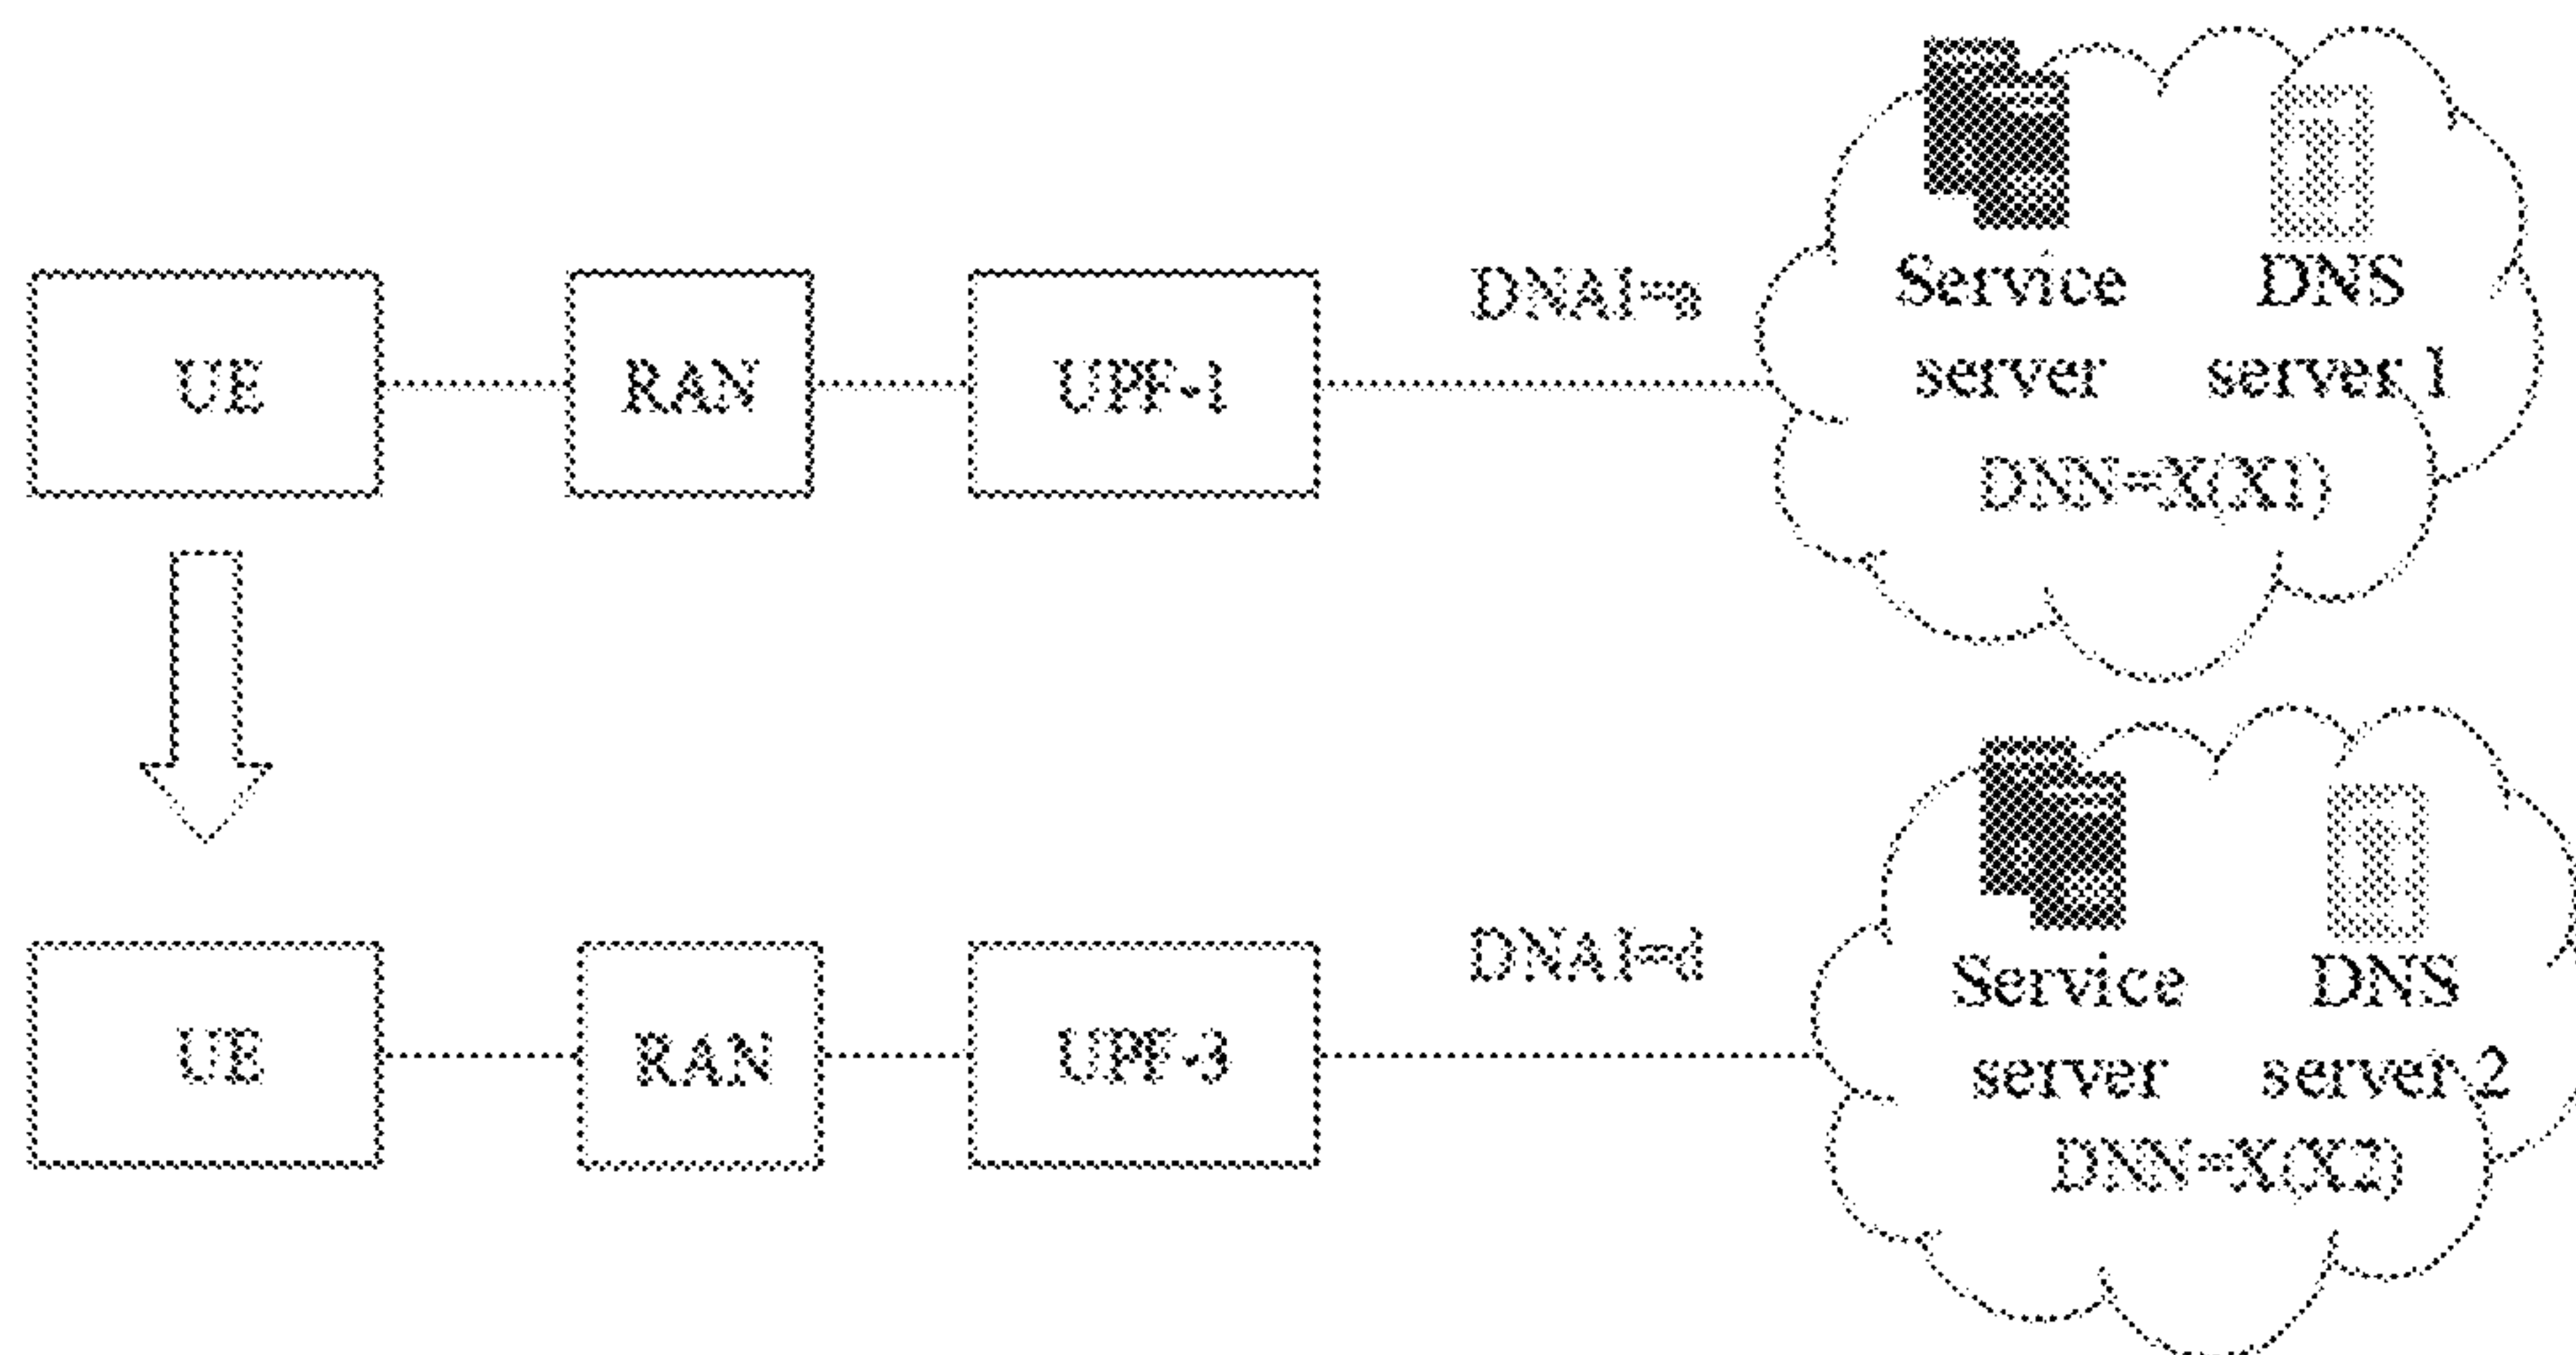 DNAI=a
Service DNS
UE RAN UPF-1 server server 1
DNN=X(X1)
DNAI=d
Service DNS
UE RAN UPF-3 server server 2
DNN=X(X2)